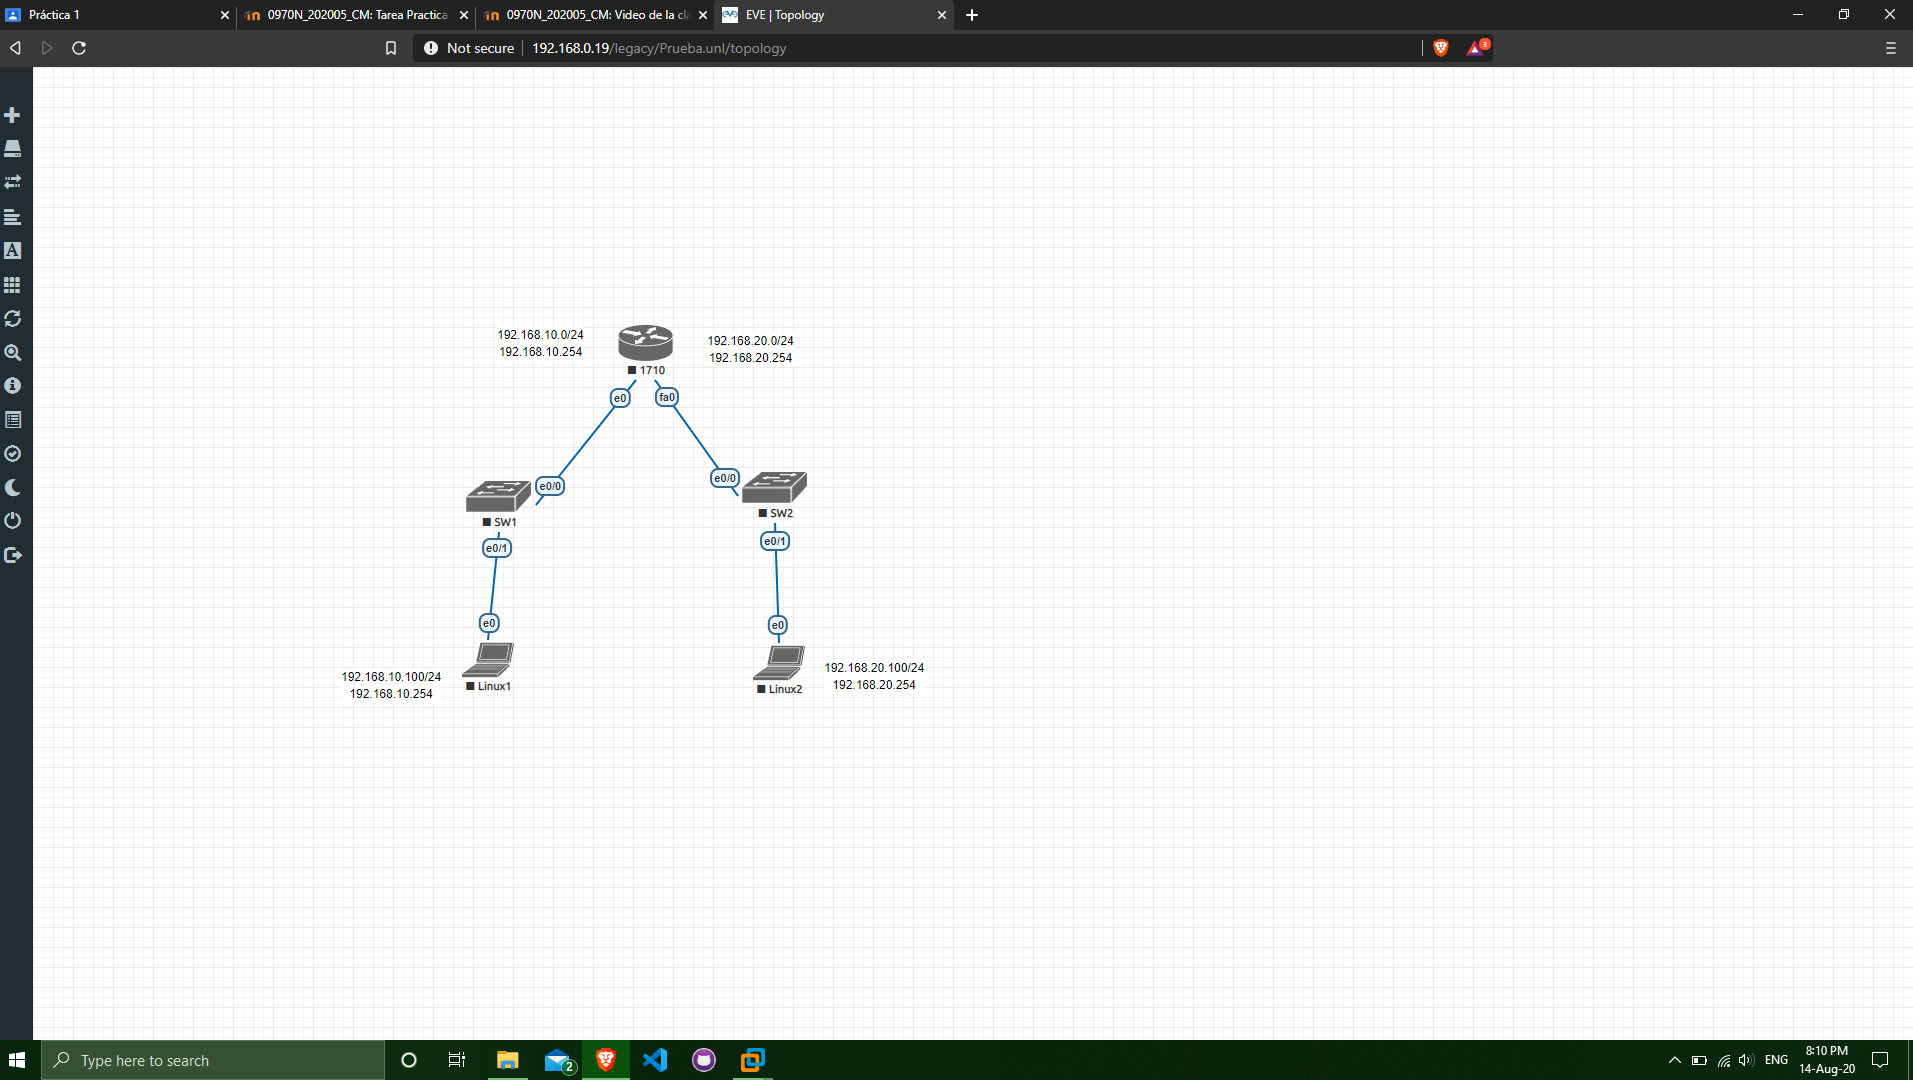 Práctica 1
0970N_202005_CM: Tarea Practica
0970N_202005_CM: Video de la cla
EVE | Topology
Not secure
192.168.0.19/legacy/Prueba.unl/topology
3
192.168.10.0/24
192.168.10.254
192.168.20.0/24
192.168.20.254
1710
e0
fa0
e0/0
e0/0
SW1
SW2
e0/1
e0/1
e0
e0
192.168.10.100/24
192.168.10.254
Linux1
Linux2
192.168.20.100/24
192.168.20.254
Type here to search
2
ENG
8:10 PM
14-Aug-20